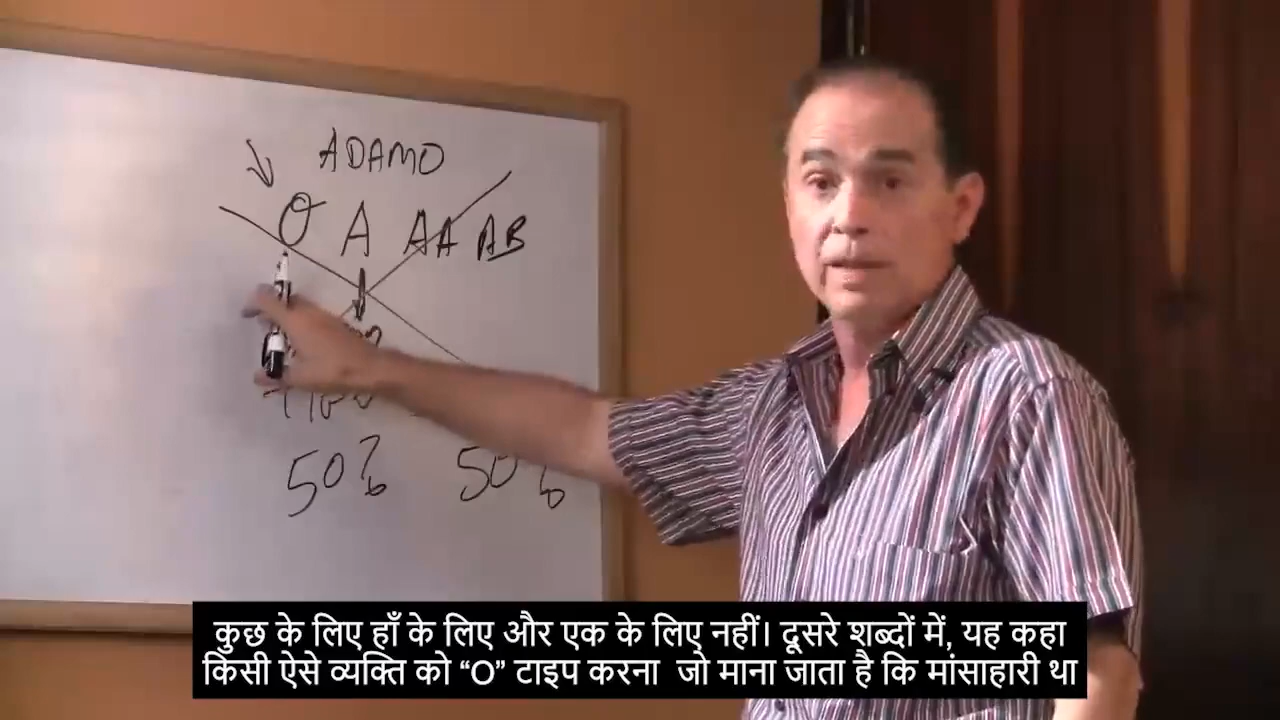 ADAMO
O A AA AB
50% 50%
कुछ के लिए हाँ के लिए और एक के लिए नहीं। दूसरे शब्दों में, यह कहा
किसी ऐसे व्यक्ति को “O” टाइप करना जो माना जाता है कि मांसाहारी था